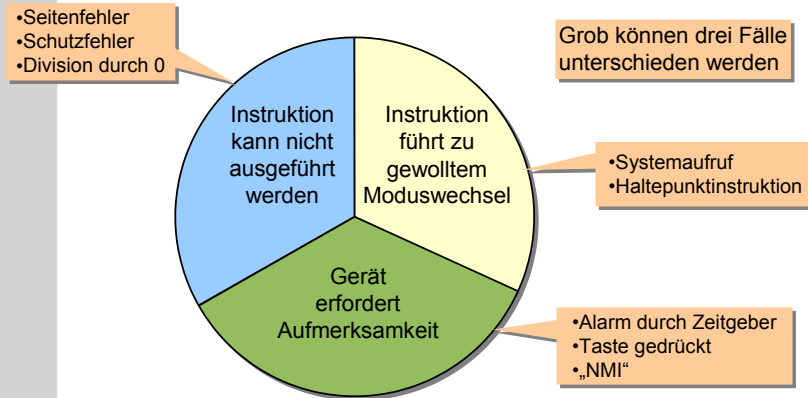 •Seitenfehler
•Schutzfehler
•Division durch 0
Grob können drei Fälle
unterschieden werden
Instruktion
kann nicht
ausgeführt
werden
Instruktion
führt zu
gewolltem
Moduswechsel
•Systemaufruf
•Haltepunktinstruktion
Gerät
erfordert
Aufmerksamkeit
•Alarm durch Zeitgeber
•Taste gedrückt
•„NMI“